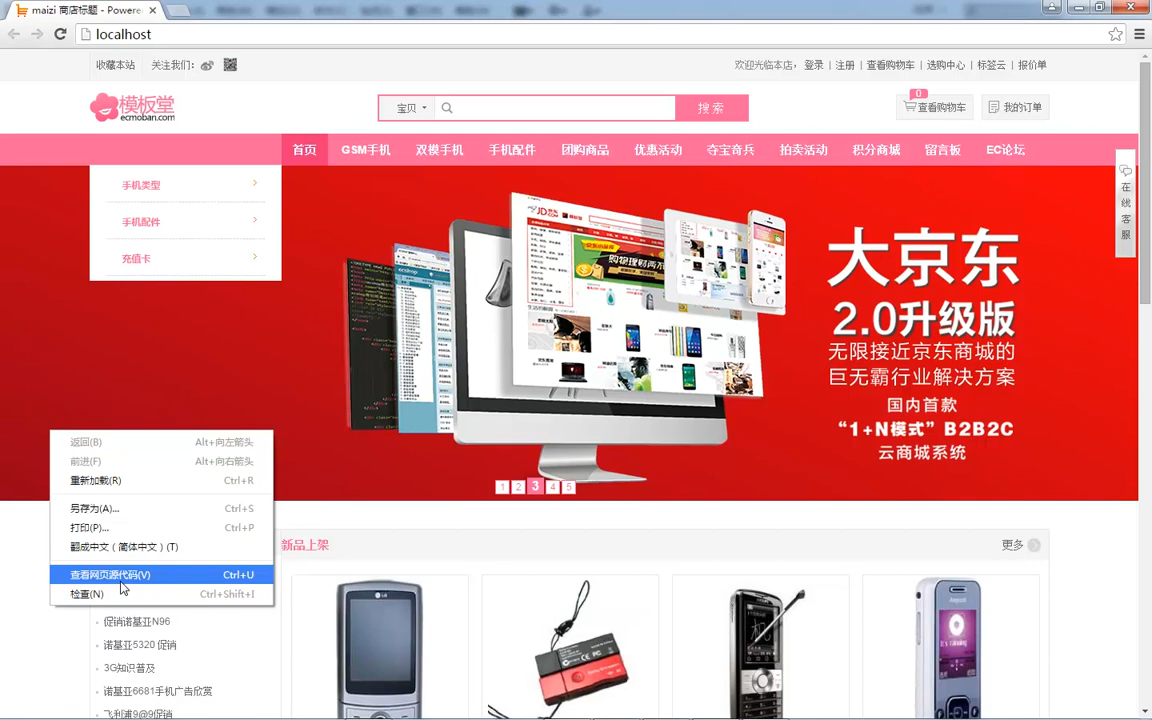 maizi 商店标题 - Powere
localhost
收藏本站 关注我们：
欢迎光临本店， 登录 | 注册 | 查看购物车 | 选购中心 | 标签云 | 报价单
模板堂
ecmoban.com
宝贝
搜索
0
查看购物车
我的订单
首页 GSM手机 双模手机 手机配件 团购商品 优惠活动 夺宝奇兵 拍卖活动 积分商城 留言板 EC论坛
手机类型
手机配件
充值卡
在线客服
大京东
2.0升级版
无限接近京东商城的
巨无霸行业解决方案
国内首款
“1+N模式”B2B2C
云商城系统
1 2 3 4 5
返回(B) Alt+向左箭头
前进(F) Alt+向右箭头
重新加载(R) Ctrl+R
另存为(A)... Ctrl+S
打印(P)... Ctrl+P
翻成中文（简体中文）(T)
查看网页源代码(V) Ctrl+U
检查(N) Ctrl+Shift+I
新品上架
更多
促销诺基亚N96
诺基亚5320 促销
3G知识普及
诺基亚6681手机广告欣赏
飞利浦9@9促销